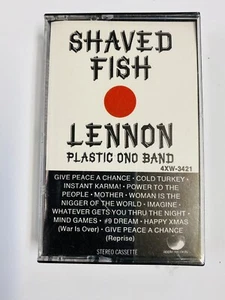 SHAVED
FISH
LENNON
PLASTIC ONO BAND
4XW-3421
GIVE PEACE A CHANCE • COLD TURKEY •
INSTANT KARMA! • POWER TO THE
PEOPLE • MOTHER • WOMAN IS THE
NIGGER OF THE WORLD • IMAGINE •
WHATEVER GETS YOU THRU THE NIGHT •
MIND GAMES • #9 DREAM • HAPPY XMAS
(War Is Over) • GIVE PEACE A CHANCE
(Reprise)
STEREO CASSETTE